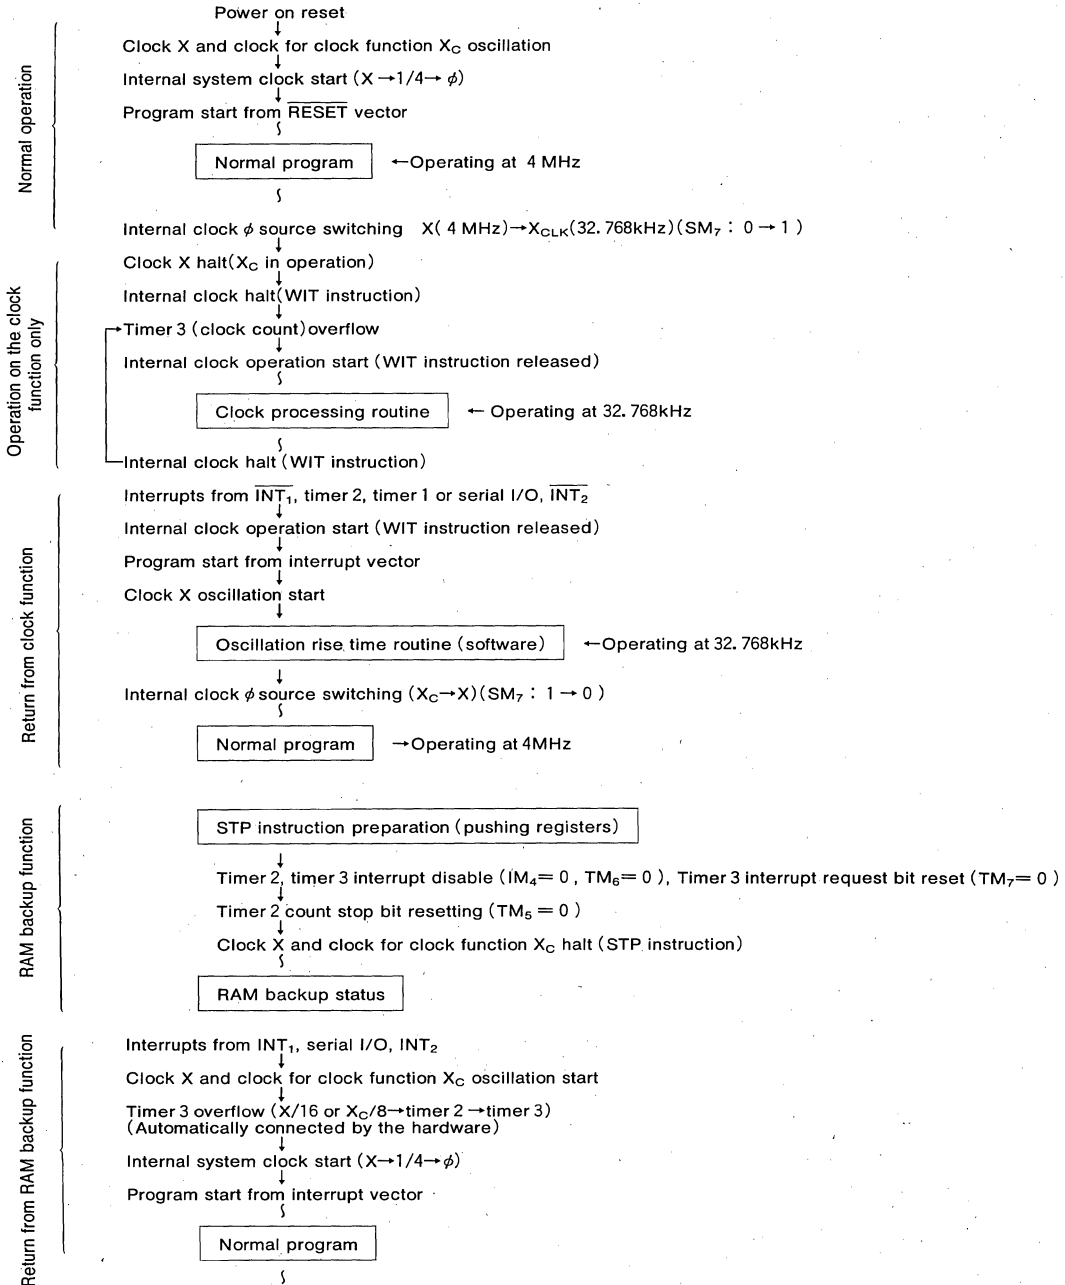 Normal operation
Power on reset
↓
Clock X and clock for clock function X_C oscillation
↓
Internal system clock start (X→1/4→ φ)
↓
Program start from R̅E̅S̅E̅T̅ vector
Normal program ←Operating at 4 MHz
Internal clock φ source switching X( 4 MHz)→X_CLK(32. 768kHz)(SM₇ : 0 → 1 )
↓
Operation on the clock
function only
Clock X halt(X_C in operation)
↓
Internal clock halt(WIT instruction)
↓
Timer 3 (clock count)overflow
↓
Internal clock operation start (WIT instruction released)
Clock processing routine ← Operating at 32. 768kHz
Internal clock halt (WIT instruction)
Return from clock function
Interrupts from I̅N̅T̅₁, timer 2, timer 1 or serial I/O, I̅N̅T̅₂
↓
Internal clock operation start (WIT instruction released)
↓
Program start from interrupt vector
↓
Clock X oscillation start
↓
Oscillation rise time routine (software) ←Operating at 32. 768kHz
↓
Internal clock φ source switching (X_C→X)(SM₇ : 1 → 0 )
Normal program →Operating at 4MHz
RAM backup function
STP instruction preparation (pushing registers)
↓
Timer 2, timer 3 interrupt disable (IM₄= 0 , TM₆= 0 ), Timer 3 interrupt request bit reset (TM₇= 0 )
↓
Timer 2 count stop bit resetting (TM₅ = 0 )
↓
Clock X and clock for clock function X_C halt (STP instruction)
RAM backup status
Return from RAM backup function
Interrupts from INT₁, serial I/O, INT₂
↓
Clock X and clock for clock function X_C oscillation start
↓
Timer 3 overflow (X/16 or X_C/8→timer 2 →timer 3)
(Automatically connected by the hardware)
↓
Internal system clock start (X→1/4→φ)
↓
Program start from interrupt vector
Normal program